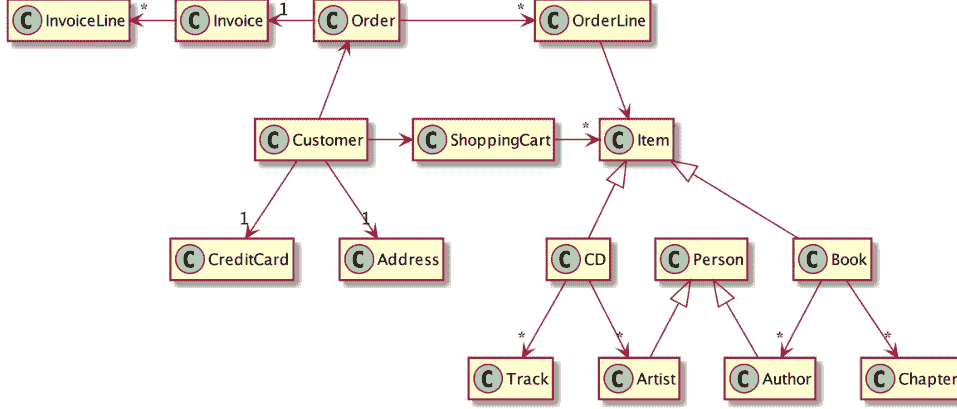 C InvoiceLine * C Invoice 1 C Order * C OrderLine
C Customer C ShoppingCart * C Item
1 1
C CreditCard C Address C CD C Person C Book
* * * *
C Track C Artist C Author C Chapter